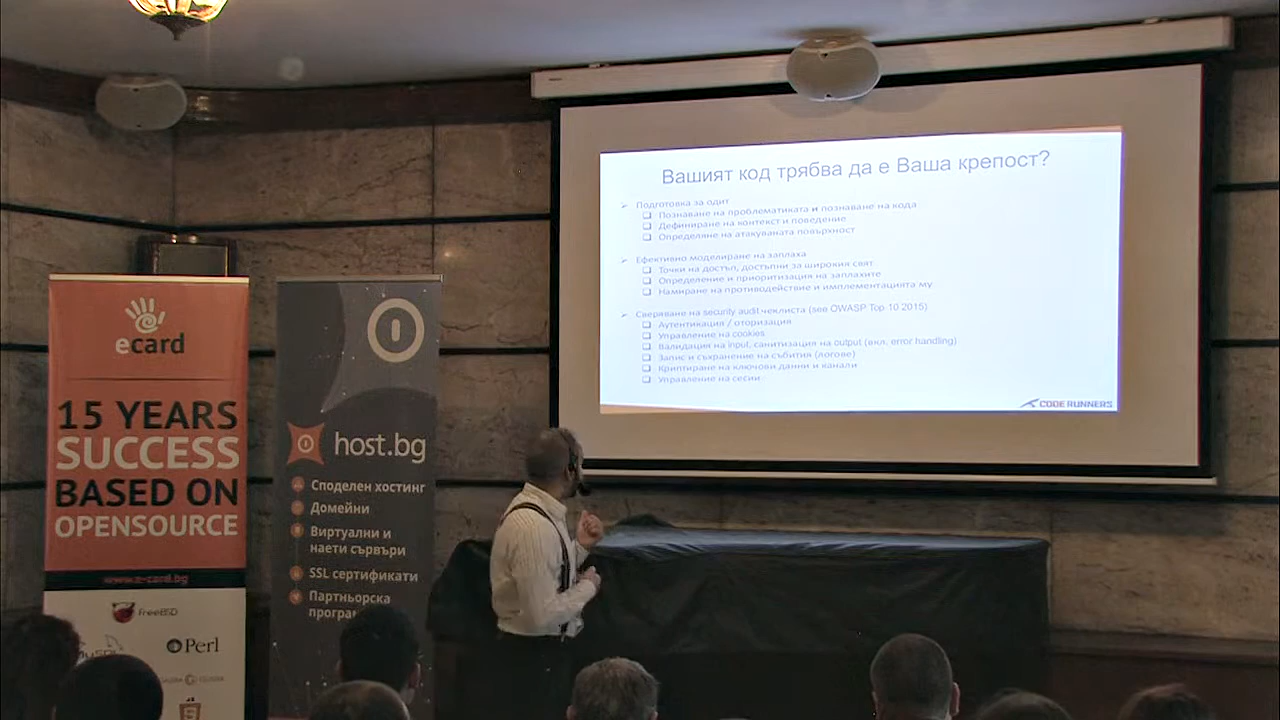 Вашият код трябва да е Ваша крепост?
Подготовка за одит
Познаване на проблематиката и познаване на кода
Дефиниране на контекст и поведение
Определяне на атакуваната повърхност
Ефективно моделиране на заплаха
Точки на достъп, достъпни за широкия свят
Определение и приоритизация на заплахите
Намиране на противодействие и имплементацията му
Сверяване на security audit чеклиста (see OWASP Top 10 2015)
Аутентикация / оторизация
Управление на cookies
Валидация на input, санитизация на output (вкл. error handling)
Запис и съхранение на събития (логове)
Криптиране на ключови данни и канали
Управление на сесии
CODE RUNNERS
ecard
15 YEARS
SUCCESS
BASED ON
OPENSOURCE
www.e-card.bg
FreeBSD
MySQL
Perl
host.bg
Споделен хостинг
Домейни
Виртуални и
наети сървъри
SSL сертификати
Партньорска